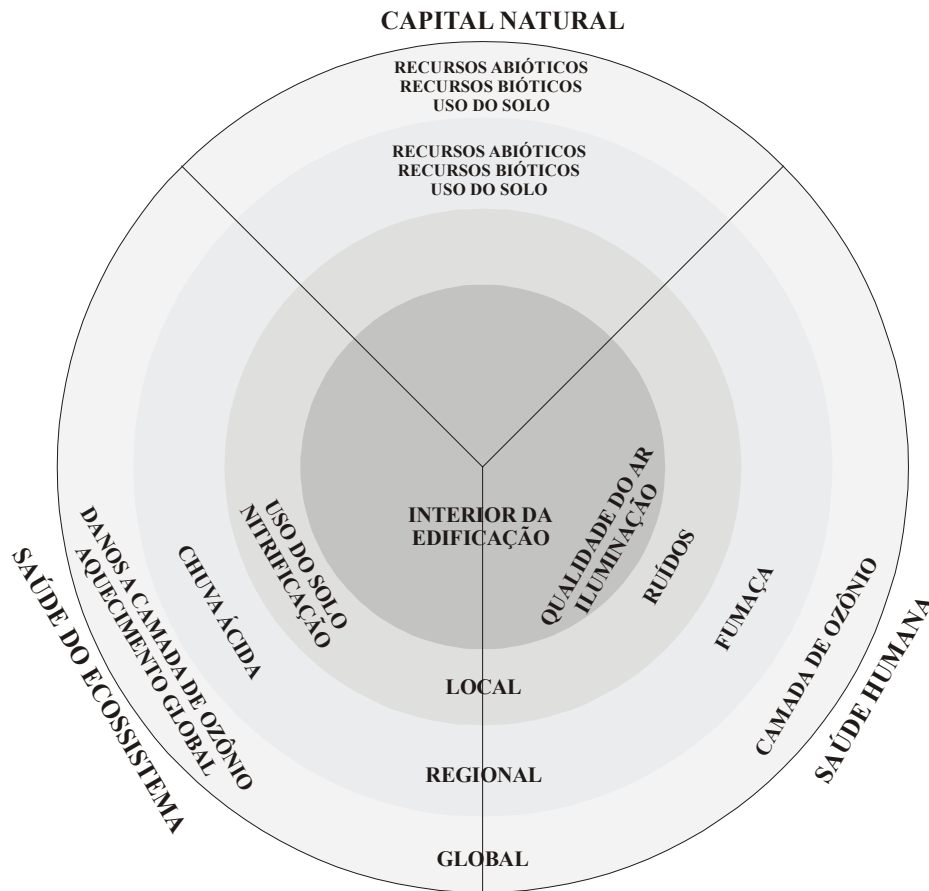 CAPITAL NATURAL
RECURSOS ABIÓTICOS
RECURSOS BIÓTICOS
USO DO SOLO
RECURSOS ABIÓTICOS
RECURSOS BIÓTICOS
USO DO SOLO
INTERIOR DA
EDIFICAÇÃO
QUALIDADE DO AR
ILUMINAÇÃO
RUÍDOS
FUMAÇA
CAMADA DE OZÔNIO
SAÚDE HUMANA
USO DO SOLO
NITRIFICAÇÃO
CHUVA ÁCIDA
DANOS A CAMADA DE OZÔNIO
AQUECIMENTO GLOBAL
SAÚDE DO ECOSSISTEMA
LOCAL
REGIONAL
GLOBAL